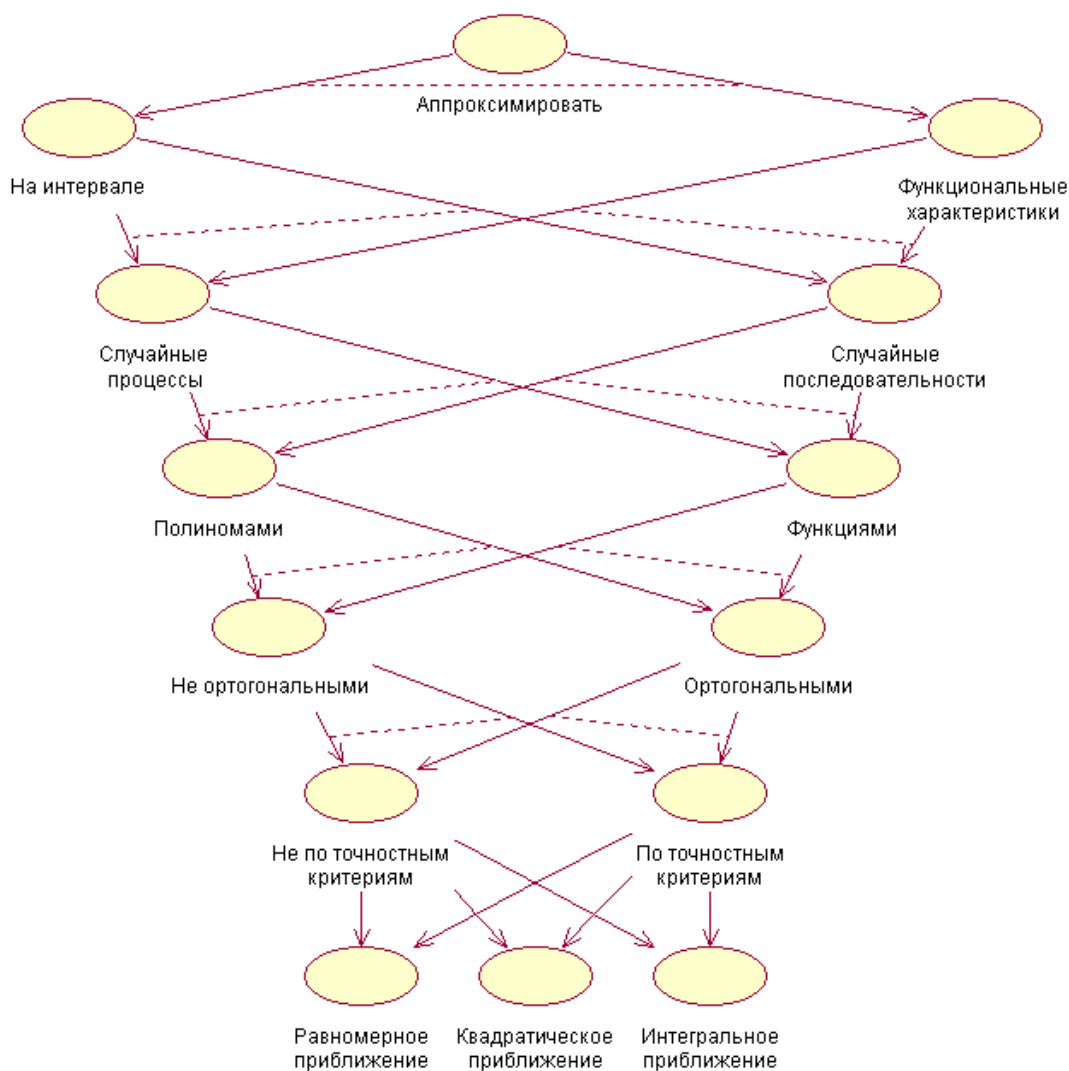 Аппроксимировать
На интервале
Функциональные
характеристики
Случайные
процессы
Случайные
последовательности
Полиномами
Функциями
Не ортогональными
Ортогональными
Не по точностным
критериям
По точностным
критериям
Равномерное
приближение
Квадратическое
приближение
Интегральное
приближение